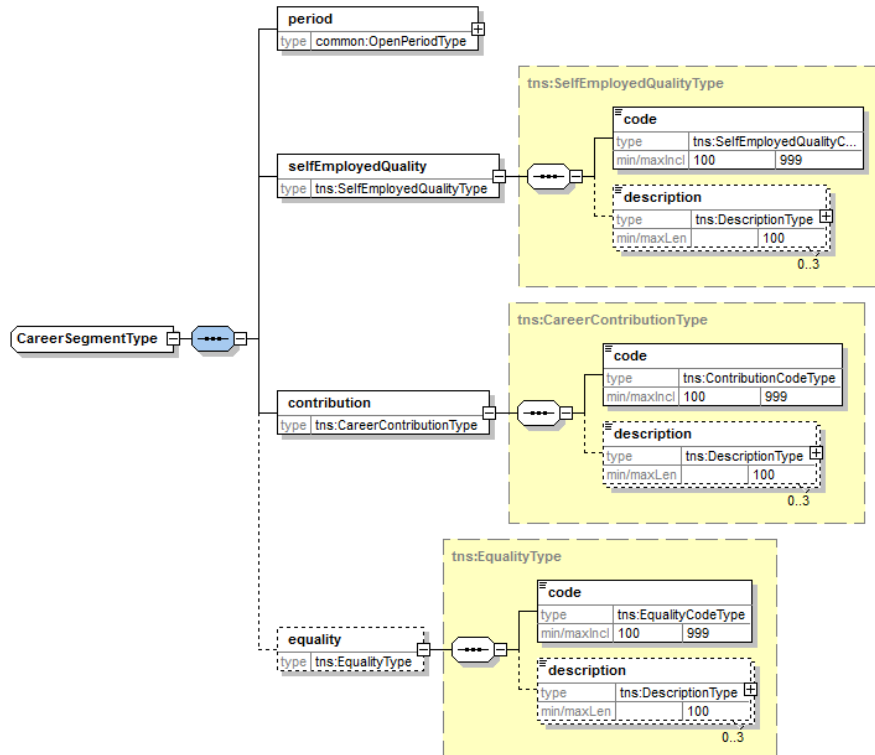 period
type common:OpenPeriodType
tns:SelfEmployedQualityType
code
type tns:SelfEmployedQualityC...
min/maxIncl 100 999
selfEmployedQuality
type tns:SelfEmployedQualityType
description
type tns:DescriptionType
min/maxLen 100
0..3
CareerSegmentType
tns:CareerContributionType
code
type tns:ContributionCodeType
min/maxIncl 100 999
contribution
type tns:CareerContributionType
description
type tns:DescriptionType
min/maxLen 100
0..3
tns:EqualityType
code
type tns:EqualityCodeType
min/maxIncl 100 999
equality
type tns:EqualityType
description
type tns:DescriptionType
min/maxLen 100
0..3